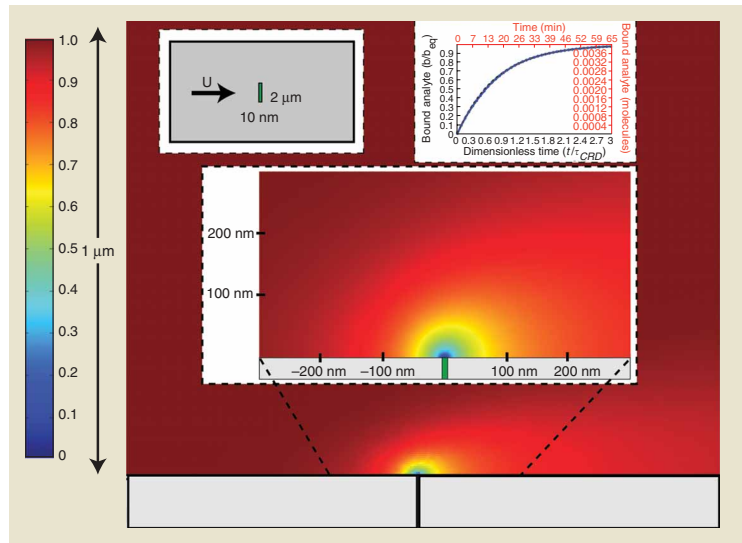 1.0
0.9
0.8
0.7
0.6
0.5
0.4
0.3
0.2
0.1
0
1 μm
U
2 μm
10 nm
Time (min)
0 7 13 20 26 33 39 46 52 59 65
Bound analyte (b/beq)
0.9
0.8
0.7
0.6
0.5
0.4
0.3
0.2
0.1
0
0.0036
0.0032
0.0028
0.0024
0.0020
0.0016
0.0012
0.0008
0.0004
Bound analyte (molecules)
0 0.3 0.6 0.9 1.2 1.5 1.8 2.1 2.4 2.7 3
Dimensionless time (t/τCRD)
200 nm
100 nm
–200 nm –100 nm 100 nm 200 nm